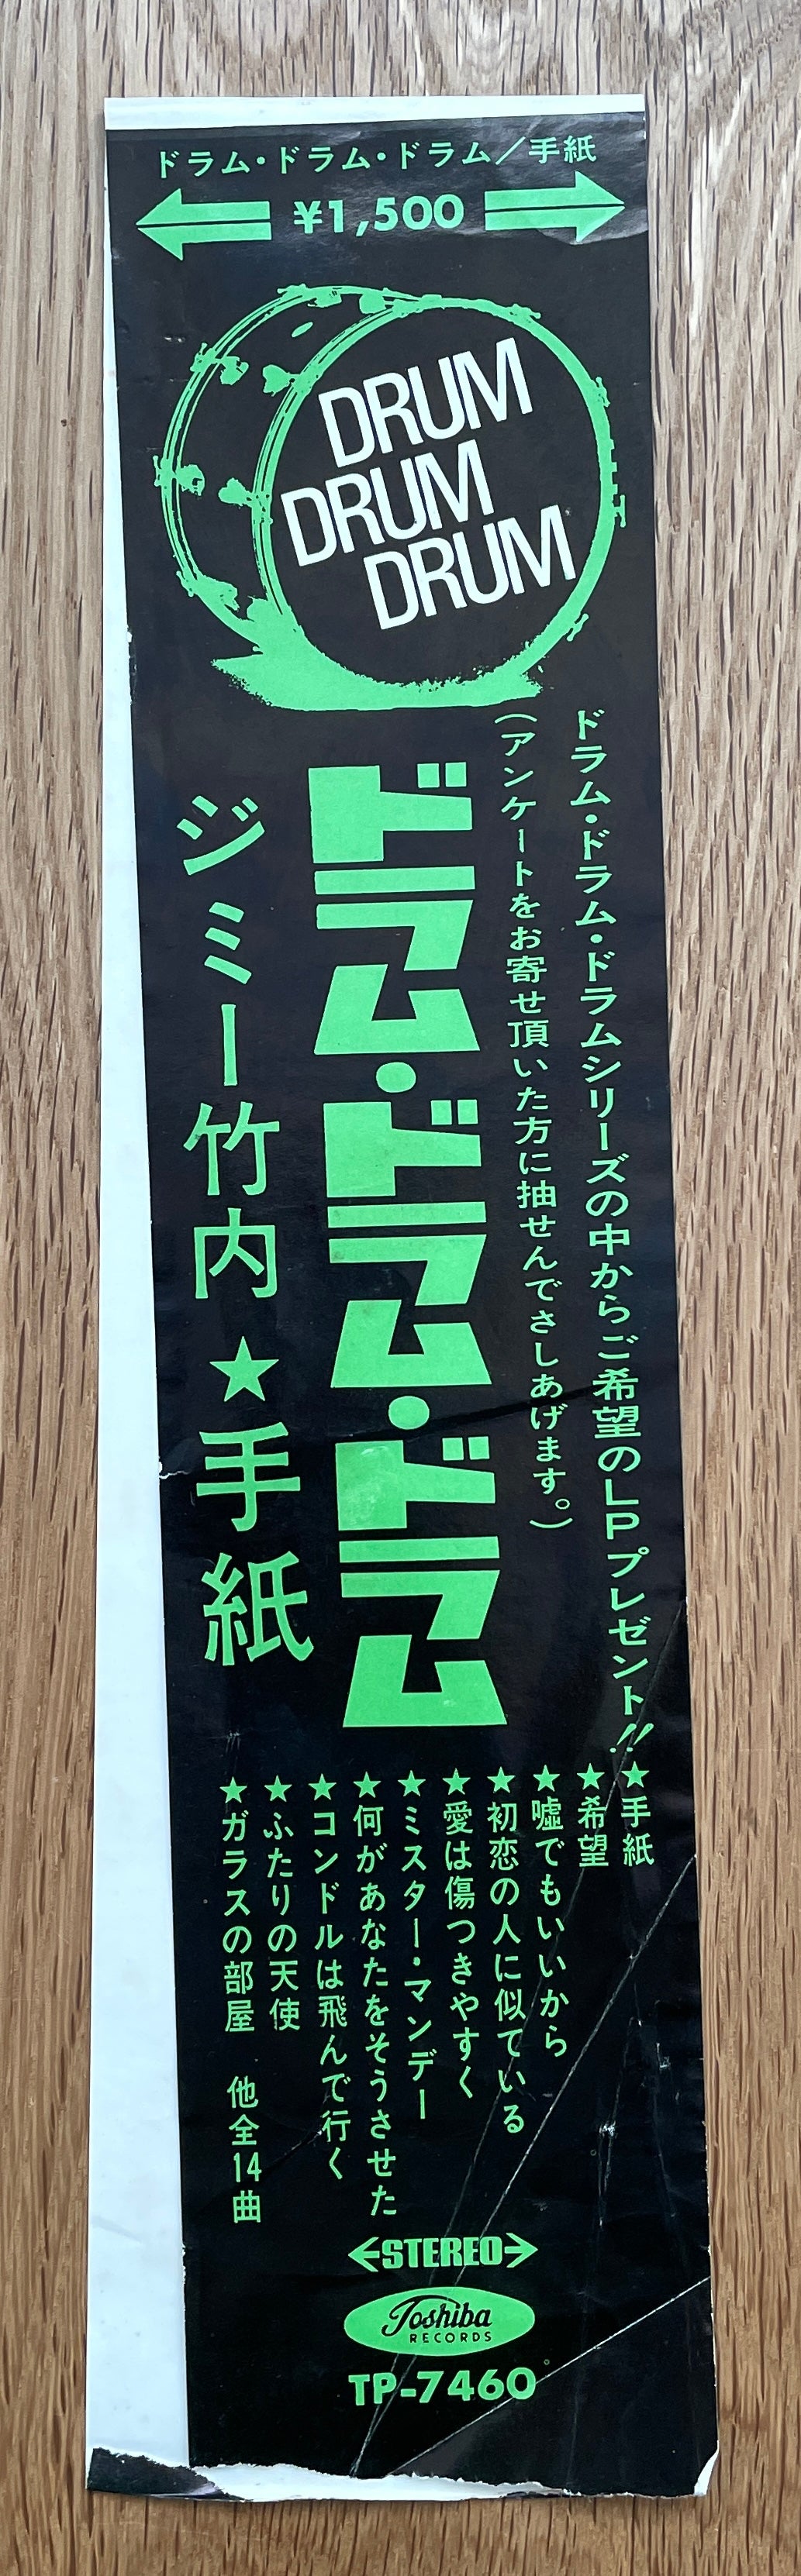 ドラム・ドラム・ドラム／手紙
¥1,500
DRUM
DRUM
DRUM
ドラム・ドラム・ドラムシリーズの中からご希望のLPプレゼント!!
(アンケートをお寄せ頂いた方に抽せんでさしあげます。)
ドラム・ドラム・ドラム
ジミー竹内★手紙
★手紙
★希望
★嘘でもいいから
★初恋の人に似ている
★愛は傷つきやすく
★ミスター・マンデー
★何があなたをそうさせた
★コンドルは飛んで行く
★ふたりの天使
★ガラスの部屋 他全14曲
STEREO
Toshiba
RECORDS
TP-7460